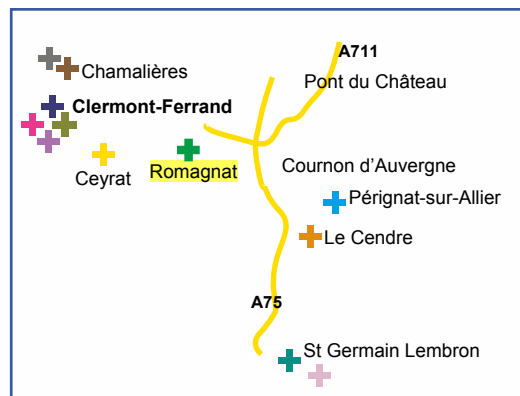 A711
Chamalières
Pont du Château
Clermont-Ferrand
Cournon d'Auvergne
Ceyrat
Romagnat
Pérignat-sur-Allier
Le Cendre
A75
St Germain Lembron